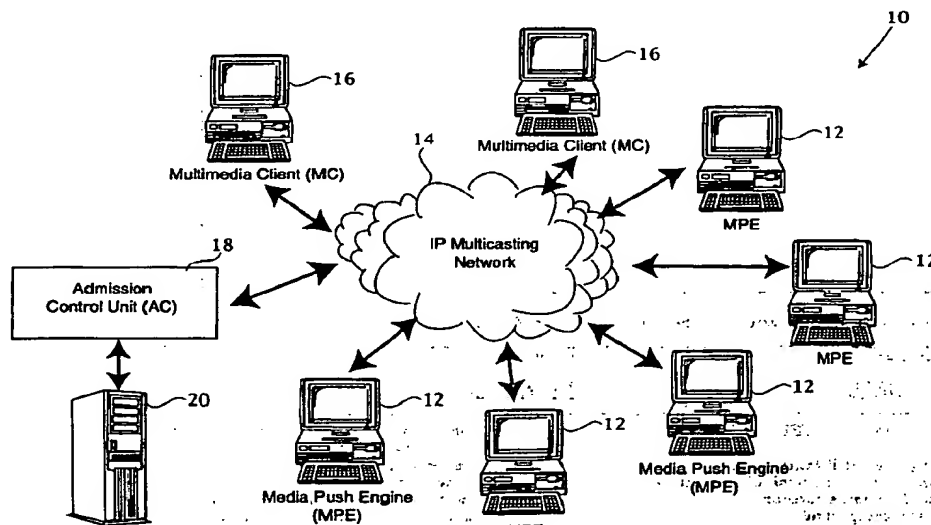 10
16
16
Multimedia Client (MC)
Multimedia Client (MC)
12
MPE
14
IP Multicasting
Network
18
Admission
Control Unit (AC)
12
MPE
20
12
Media Push Engine
(MPE)
12
12
Media Push Engine
(MPE)